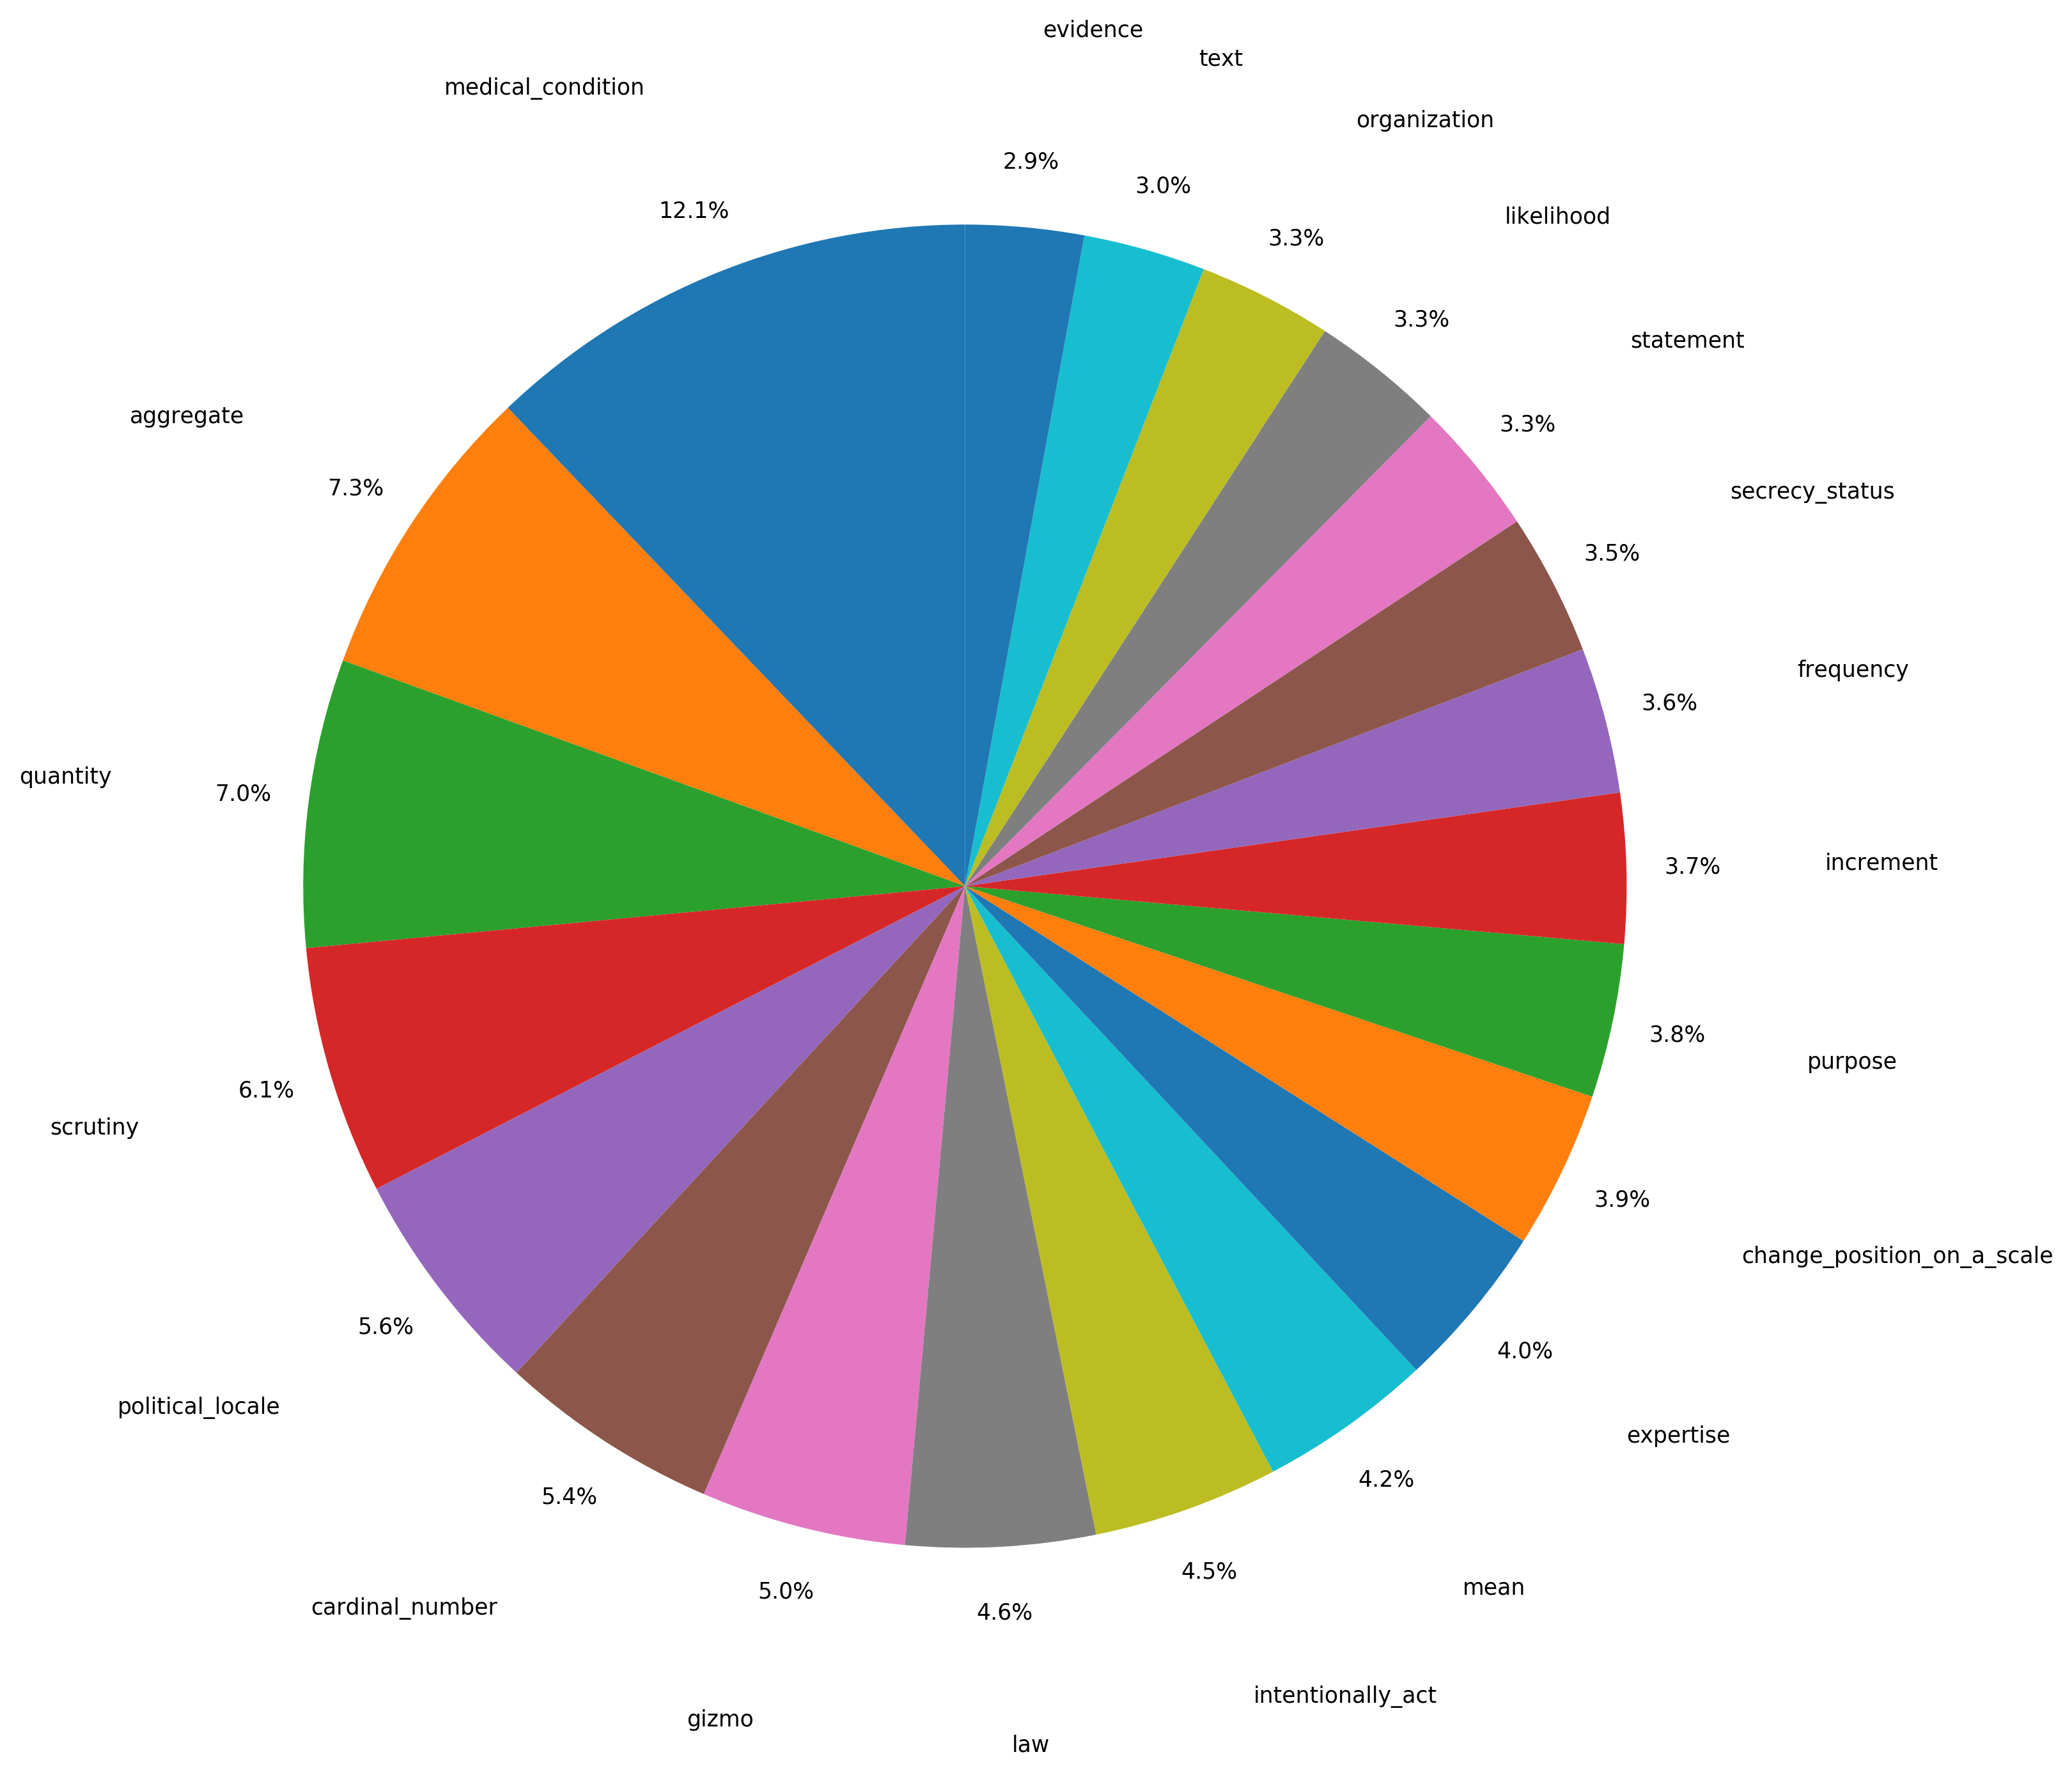 evidence
text
medical_condition
organization
2.9%
3.0%
12.1%
likelihood
3.3%
3.3%
statement
aggregate
3.3%
7.3%
secrecy_status
3.5%
frequency
3.6%
quantity
7.0%
increment
3.7%
3.8%
purpose
6.1%
scrutiny
3.9%
change_position_on_a_scale
5.6%
4.0%
political_locale
expertise
4.2%
5.4%
4.5%
mean
5.0%
cardinal_number
4.6%
intentionally_act
gizmo
law